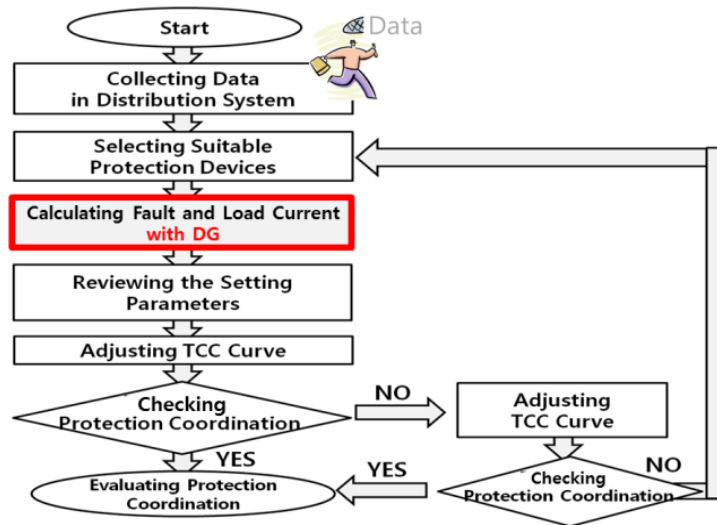 Start
Data
Collecting Data
in Distribution System
Selecting Suitable
Protection Devices
Calculating Fault and Load Current
with DG
Reviewing the Setting
Parameters
Adjusting TCC Curve
Checking
Protection Coordination
NO
YES
Adjusting
TCC Curve
Checking
Protection Coordination
NO
YES
Evaluating Protection
Coordination